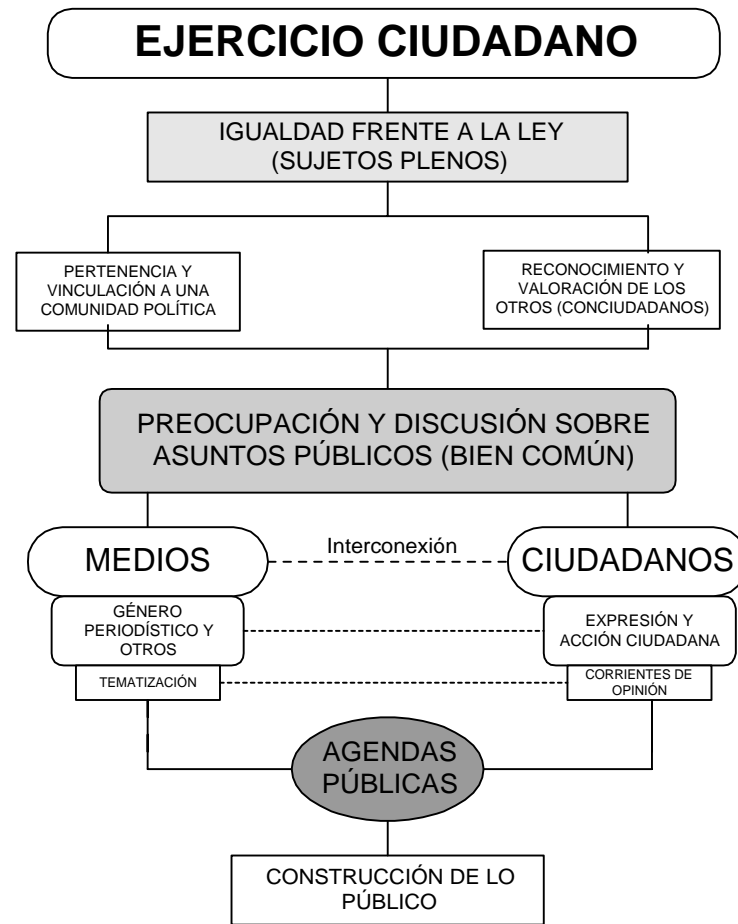 EJERCICIO CIUDADANO
IGUALDAD FRENTE A LA LEY
(SUJETOS PLENOS)
PERTENENCIA Y
VINCULACIÓN A UNA
COMUNIDAD POLÍTICA
RECONOCIMIENTO Y
VALORACIÓN DE LOS
OTROS (CONCIUDADANOS)
PREOCUPACIÓN Y DISCUSIÓN SOBRE
ASUNTOS PÚBLICOS (BIEN COMÚN)
MEDIOS
Interconexión
CIUDADANOS
GÉNERO
PERIODÍSTICO Y
OTROS
EXPRESIÓN Y
ACCIÓN CIUDADANA
TEMATIZACIÓN
CORRIENTES DE
OPINIÓN
AGENDAS
PÚBLICAS
CONSTRUCCIÓN DE LO
PÚBLICO